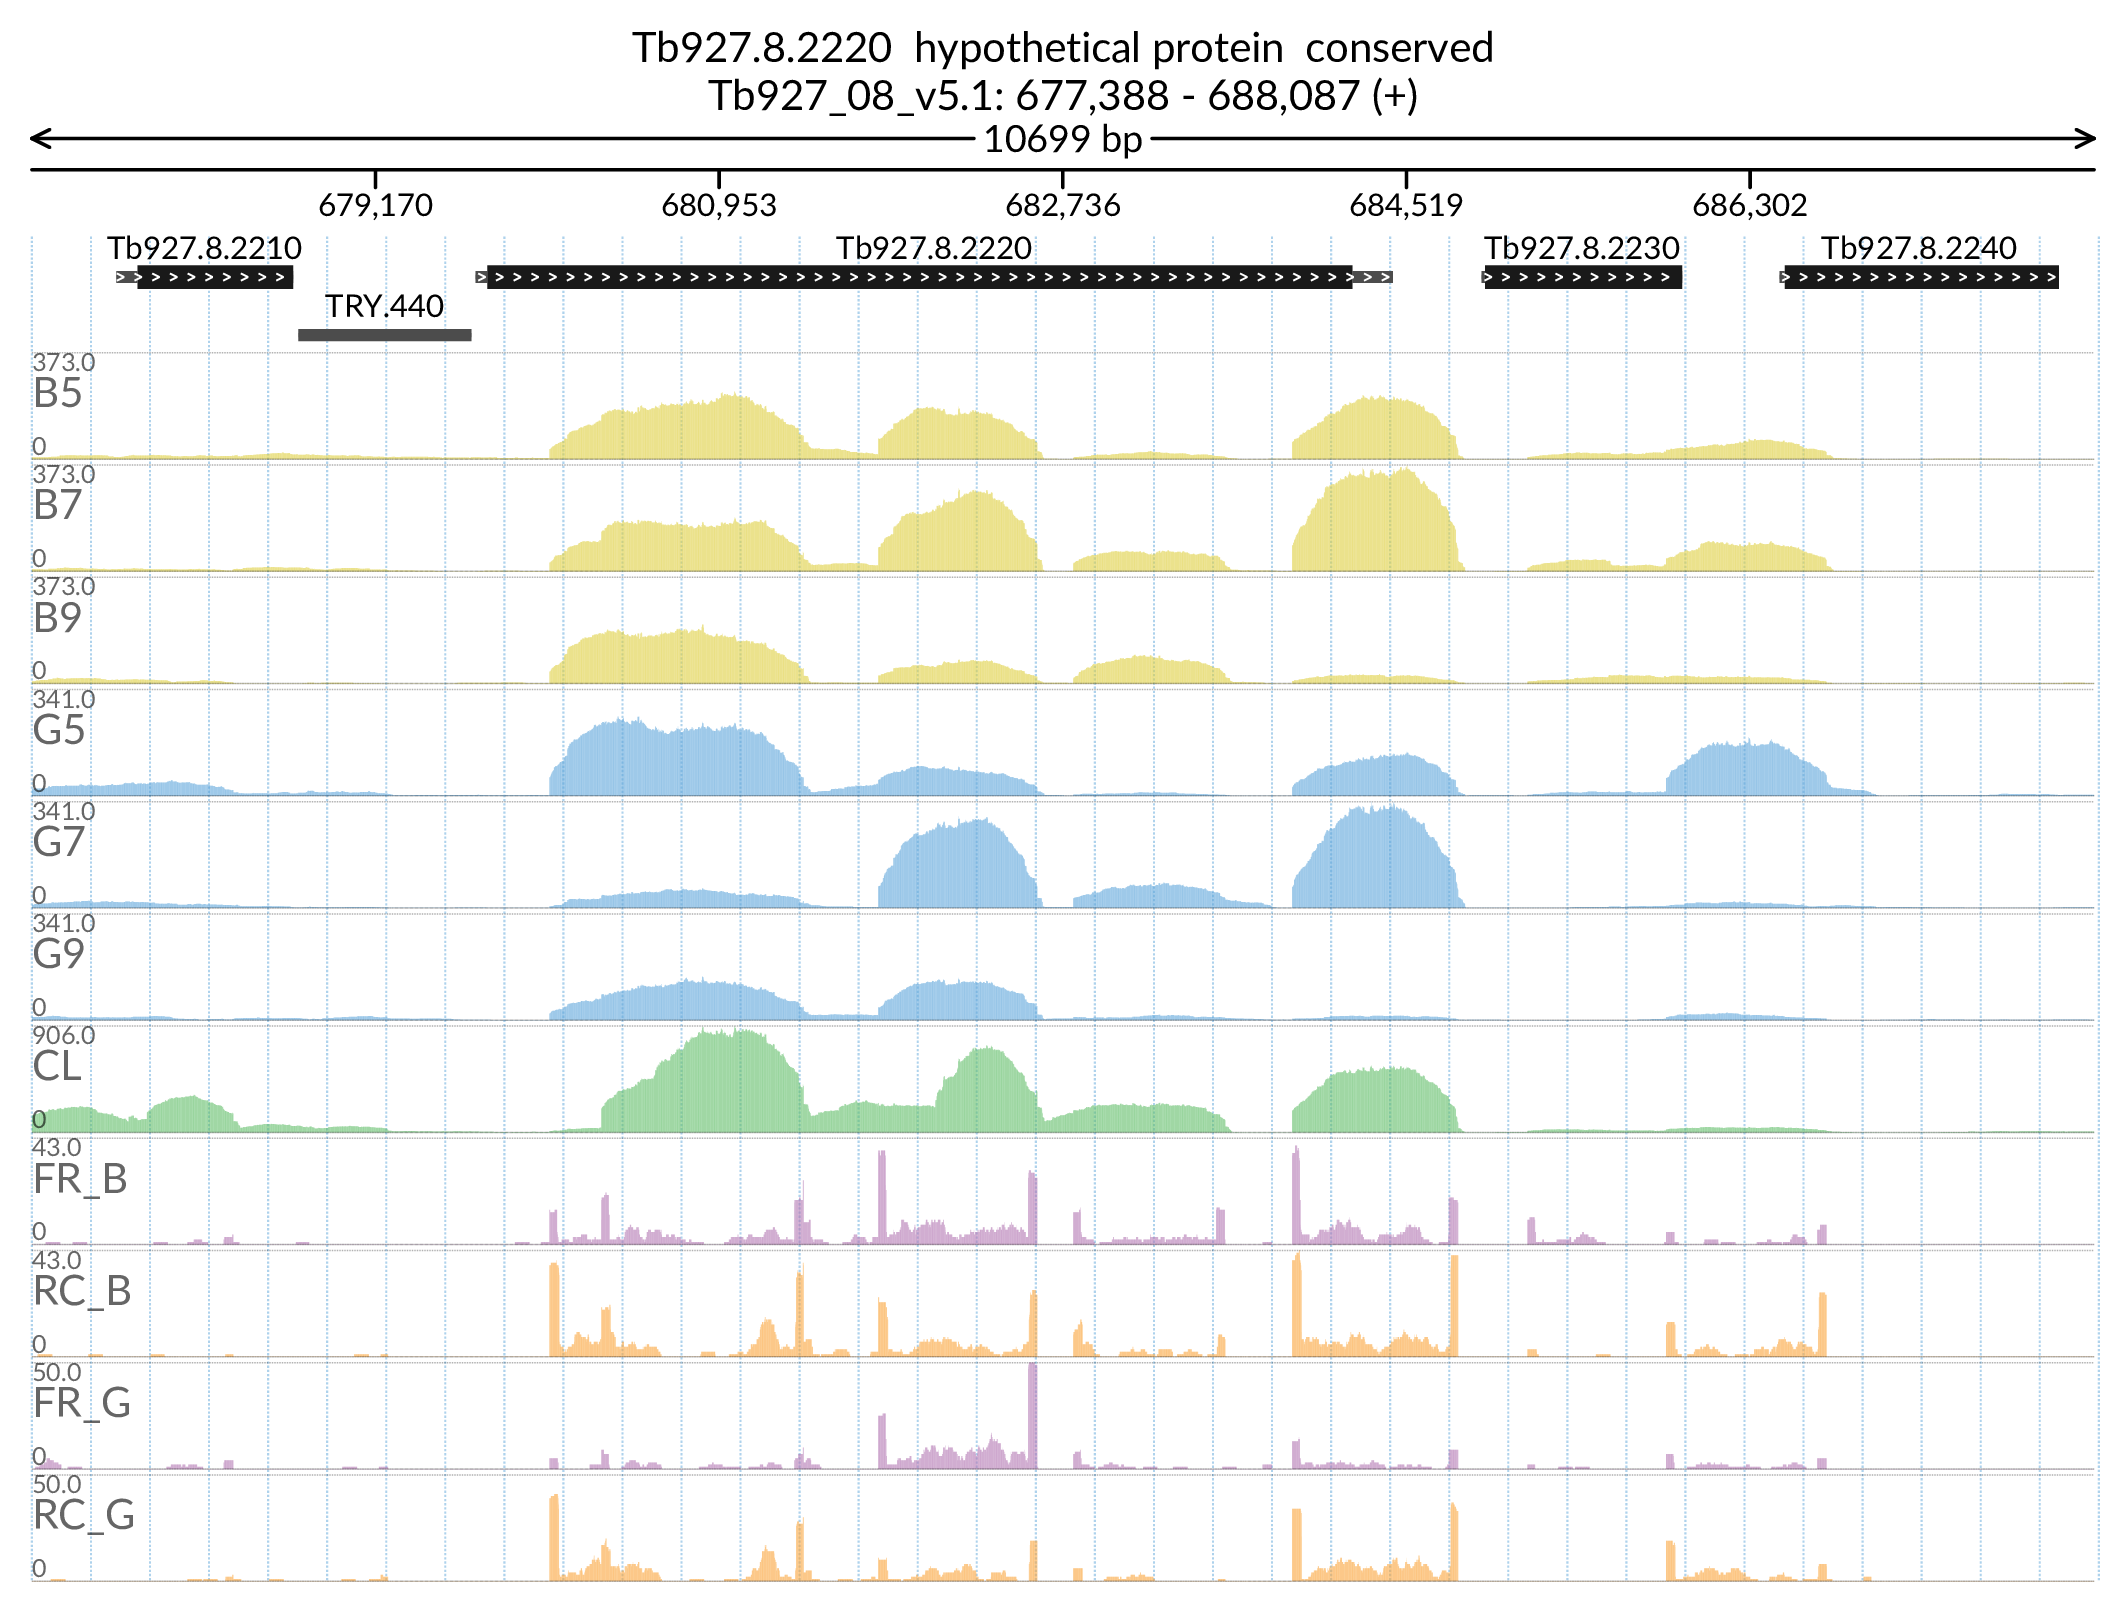 Tb927.8.2220 hypothetical protein conserved
Tb927_08_v5.1: 677,388 - 688,087 (+)
10699 bp
679,170 680,953 682,736 684,519 686,302
Tb927.8.2210 Tb927.8.2220 Tb927.8.2230 Tb927.8.2240
TRY.440
373.0
B5
0
373.0
B7
0
373.0
B9
0
341.0
G5
0
341.0
G7
0
341.0
G9
0
906.0
CL
0
43.0
FR_B
0
43.0
RC_B
0
50.0
FR_G
0
50.0
RC_G
0